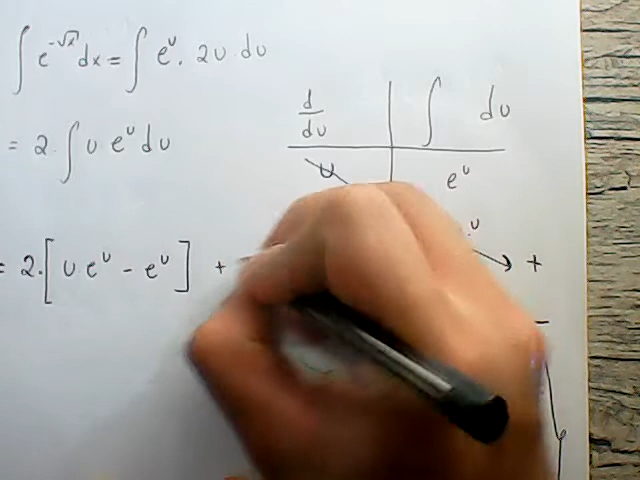 ∫ e^{-√x} dx = ∫ e^u . 2u du
d/du ∫ du
= 2. ∫ u e^u du
u e^u
u
= 2. [ u e^u - e^u ] + +